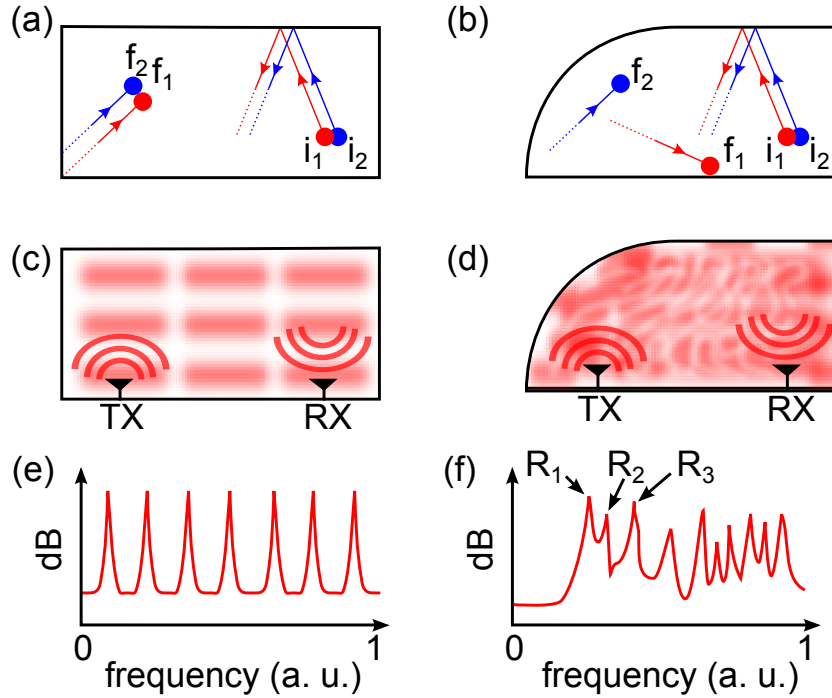 (a)
f₂ f₁
i₁ i₂
(b)
f₂
f₁
i₁ i₂
(c)
TX RX
(d)
TX RX
(e)
dB
0 1
frequency (a. u.)
(f)
R₁ R₂ R₃
dB
0 1
frequency (a. u.)